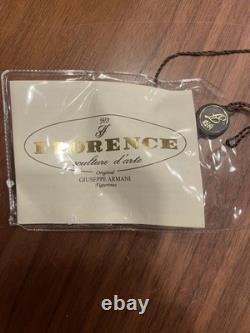 FLORENCE
sculture d'arte
Original
GIUSEPPE ARMANI
Figurines